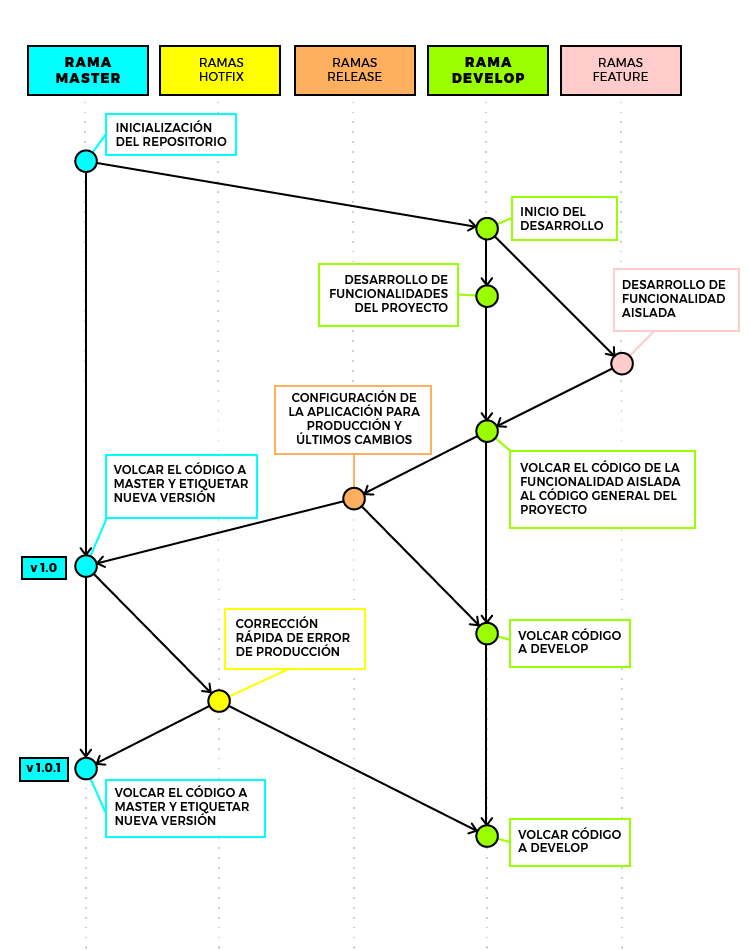 RAMA
MASTER
RAMAS
HOTFIX
RAMAS
RELEASE
RAMA
DEVELOP
RAMAS
FEATURE
INICIALIZACIÓN
DEL REPOSITORIO
INICIO DEL
DESARROLLO
DESARROLLO DE
FUNCIONALIDADES
DEL PROYECTO
DESARROLLO DE
FUNCIONALIDAD
AISLADA
CONFIGURACIÓN DE
LA APLICACIÓN PARA
PRODUCCIÓN Y
ÚLTIMOS CAMBIOS
VOLCAR EL CÓDIGO A
MASTER Y ETIQUETAR
NUEVA VERSIÓN
VOLCAR EL CÓDIGO DE LA
FUNCIONALIDAD AISLADA
AL CÓDIGO GENERAL DEL
PROYECTO
v 1.0
CORRECCIÓN
RÁPIDA DE ERROR
DE PRODUCCIÓN
VOLCAR CÓDIGO
A DEVELOP
v 1.0.1
VOLCAR EL CÓDIGO A
MASTER Y ETIQUETAR
NUEVA VERSIÓN
VOLCAR CÓDIGO
A DEVELOP